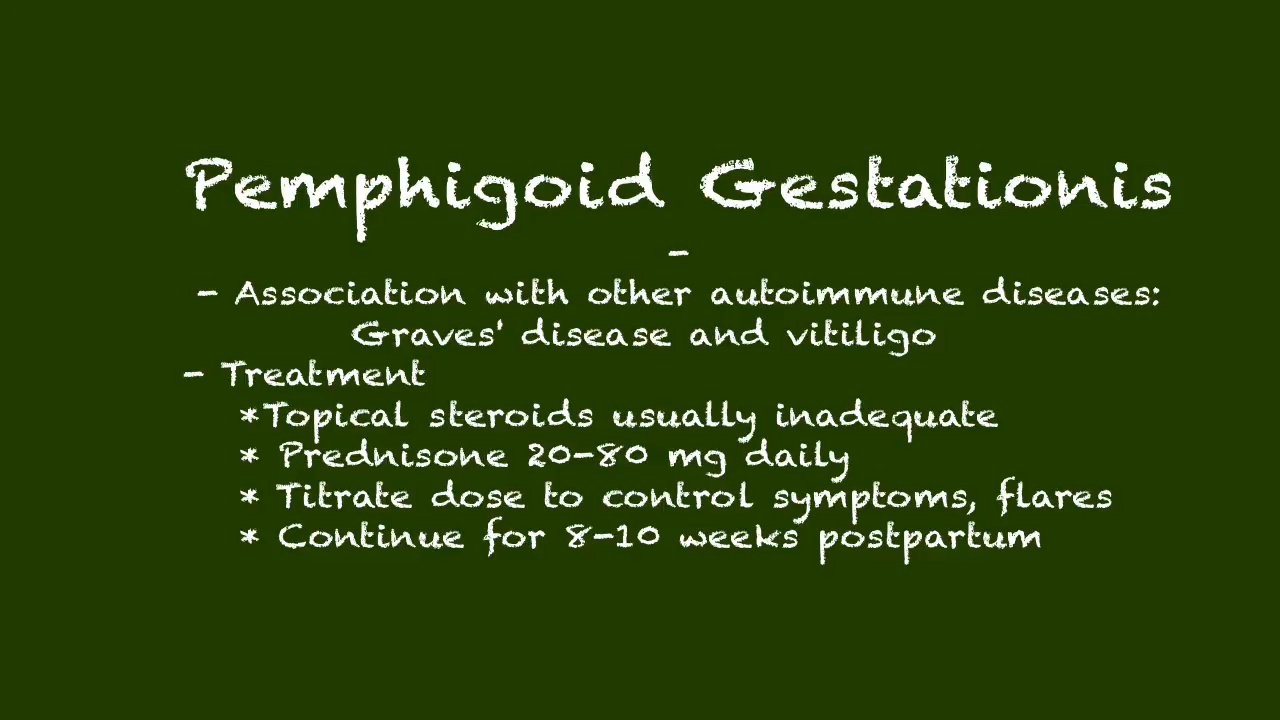 Pemphigoid Gestationis
-
- Association with other autoimmune diseases:
Graves' disease and vitiligo
- Treatment
*Topical steroids usually inadequate
* Prednisone 20-80 mg daily
* Titrate dose to control symptoms, flares
* Continue for 8-10 weeks postpartum